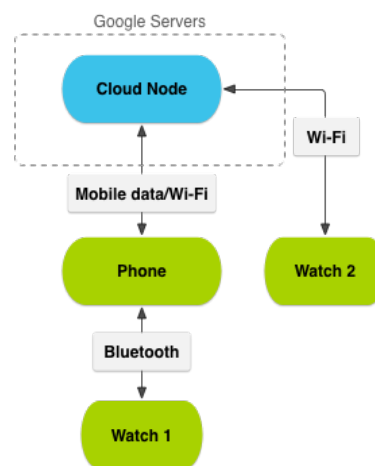 Google Servers
Cloud Node
Wi-Fi
Mobile data/Wi-Fi
Phone
Watch 2
Bluetooth
Watch 1